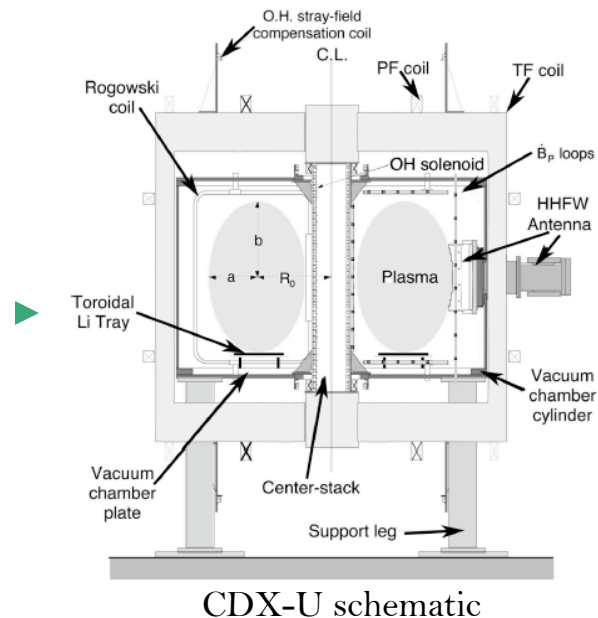 O.H. stray-field
compensation coil
C.L.
PF coil
TF coil
Rogowski
coil
OH solenoid
ḂP loops
HHFW
Antenna
b
a
R0
Plasma
Toroidal
Li Tray
Vacuum
chamber
cylinder
Vacuum
chamber
plate
Center-stack
Support leg
CDX-U schematic